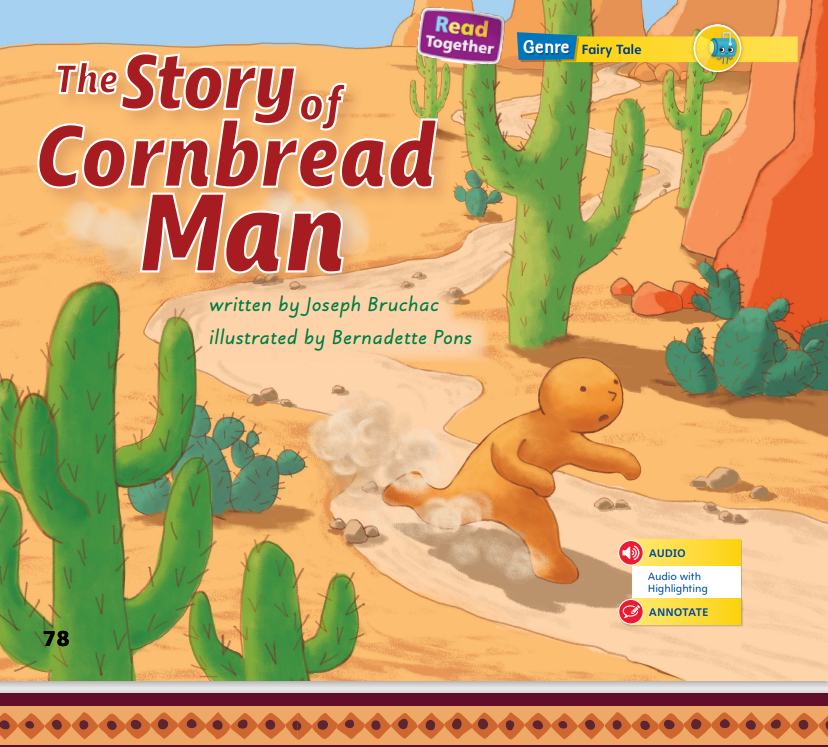 Read
Together
Genre
Fairy Tale
The Story of
Cornbread
Man
written by Joseph Bruchac
illustrated by Bernadette Pons
AUDIO
Audio with
Highlighting
ANNOTATE
78